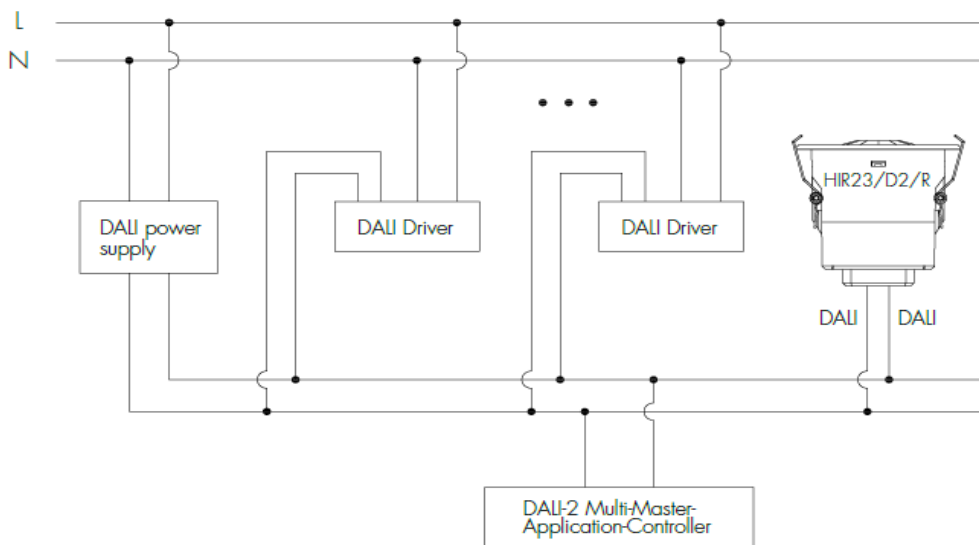 L
N
HIR23/D2/R
DALI power
supply
DALI Driver
DALI Driver
DALI
DALI
DALI-2 Multi-Master-
Application-Controller